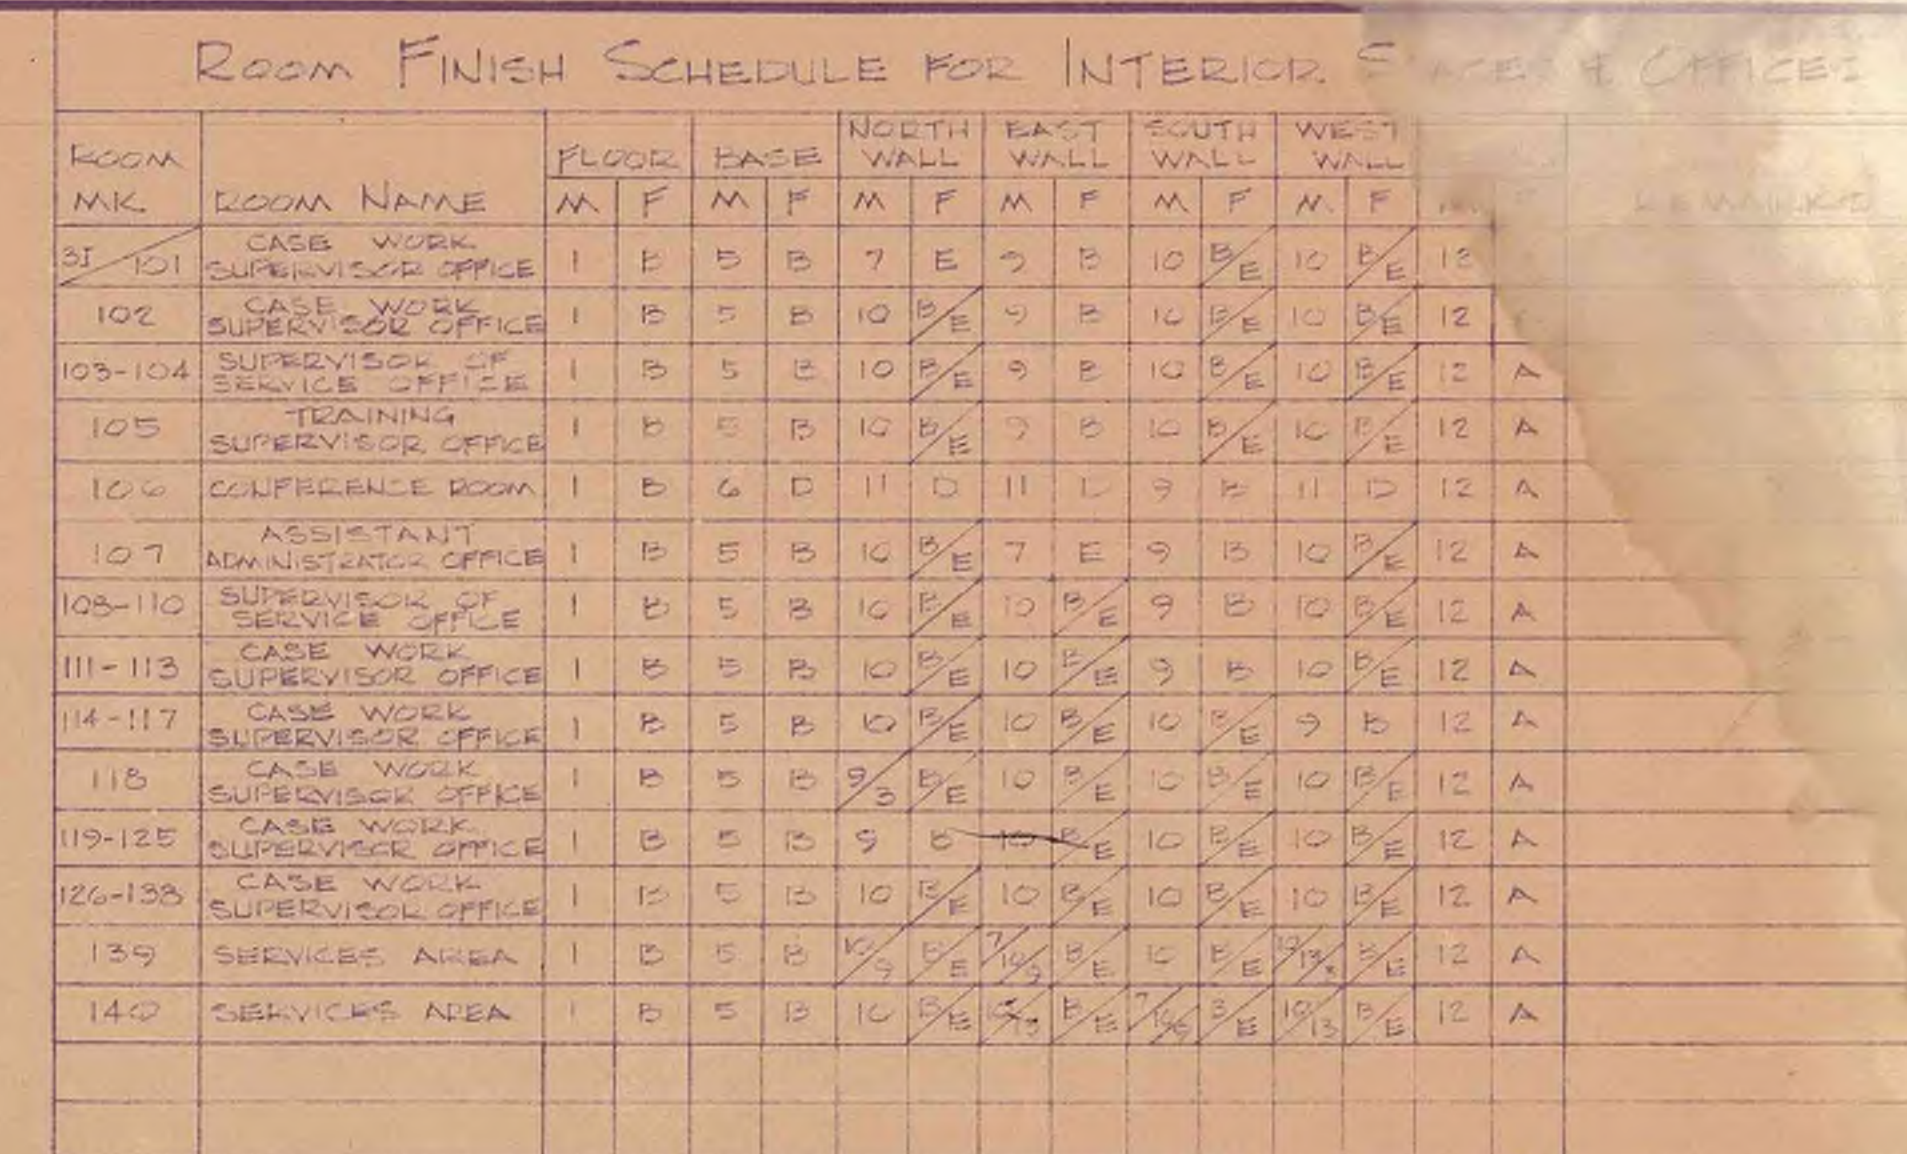 ROOM FINISH SCHEDULE FOR INTERIOR SPACES & OFFICES
ROOM MK. ROOM NAME FLOOR BASE NORTH WALL EAST WALL SOUTH WALL WEST WALL REMARKS
M F M F M F M F M F M F
3I/101 CASE WORK SUPERVISOR OFFICE 1 B 5 B 7 E 9 B 10 B/E 10 B/E
102 CASE WORK SUPERVISOR OFFICE 1 B 5 B 10 B/E 9 B 10 B/E 10 B/E 12
103-104 SUPERVISOR OF SERVICE OFFICE 1 B 5 B 10 B/E 9 B 10 B/E 10 B/E 12 A
105 TRAINING SUPERVISOR OFFICE 1 B 5 B 10 B/E 9 B 10 B/E 10 B/E 12 A
106 CONFERENCE ROOM 1 B 6 D 11 D 11 D 9 B 11 D 12 A
107 ASSISTANT ADMINISTRATOR OFFICE 1 B 5 B 10 B/E 7 E 9 B 10 B/E 12 A
108-110 SUPERVISOR OF SERVICE OFFICE 1 B 5 B 10 B/E 10 B/E 9 B 10 B/E 12 A
111-113 CASE WORK SUPERVISOR OFFICE 1 B 5 B 10 B/E 10 B/E 9 B 10 B/E 12 A
114-117 CASE WORK SUPERVISOR OFFICE 1 B 5 B 10 B/E 10 B/E 10 B/E 9 B 12 A
118 CASE WORK SUPERVISOR OFFICE 1 B 5 B 9/3 B/E 10 B/E 10 B/E 10 B/E 12 A
119-125 CASE WORK SUPERVISOR OFFICE 1 B 5 B 9 B 10 B/E 10 B/E 10 B/E 12 A
126-138 CASE WORK SUPERVISOR OFFICE 1 B 5 B 10 B/E 10 B/E 10 B/E 10 B/E 12 A
139 SERVICES AREA 1 B 5 B 10/9 B/E 7/10/9 B/E 10 B/E B/E 12 A
140 SERVICES AREA 1 B 5 B 10 B/E B/E 10/13 B/E 12 A